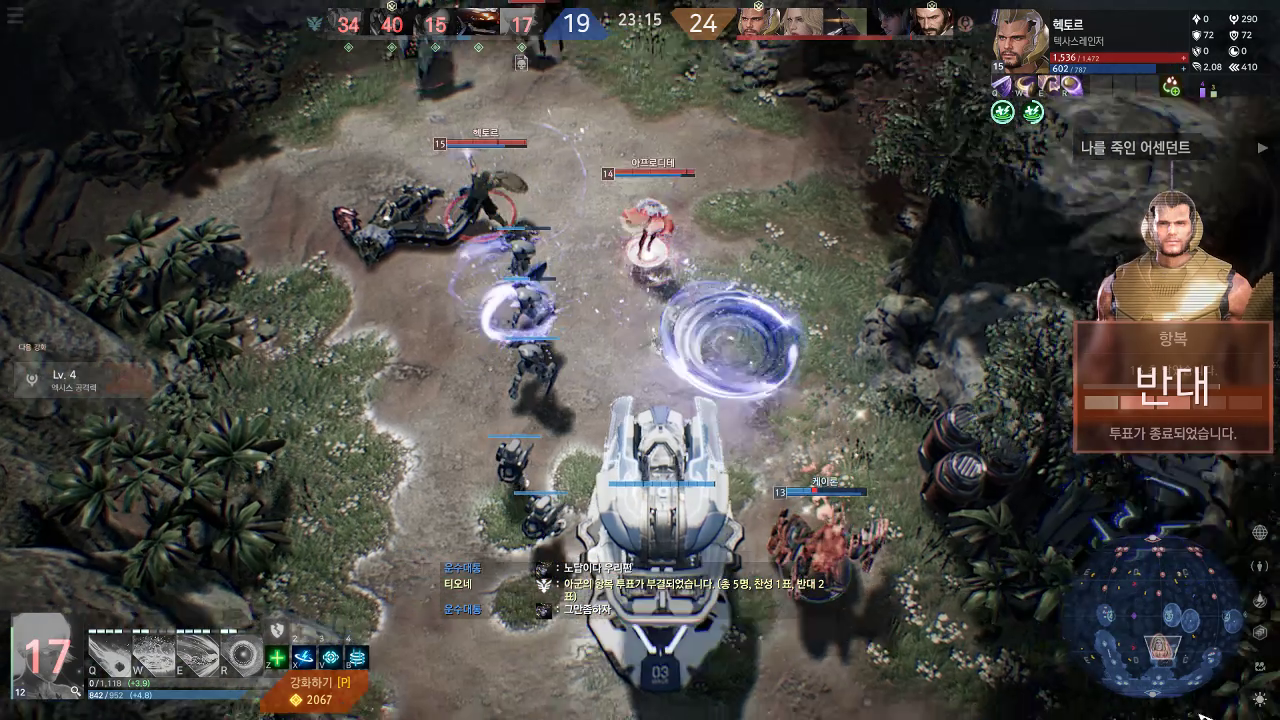 34 40 15 17 19 23:15 24
헥토르
텍사스레인저
15 1,536 / 1,472
602 / 787
0 290
72 72
0 0
2.08 410
Q W E R
나를 죽인 어센던트
15 헥토르
14 아프로디테
다음 강화
Lv. 4
엑시스 공격력
항복
반대
투표가 종료되었습니다.
13 케이론
운수대통 : 노답이다 우리편
티오네 : 아군의 항복 투표가 부결되었습니다. (총 5명, 찬성 1표, 반대 2
표)
운수대통 : 그만좀하자
03
17
12
Q W E R
2 3 4
Z X V B
0 / 1,118 (+3.9)
842 / 952 (+4.8)
강화하기 [P]
2067